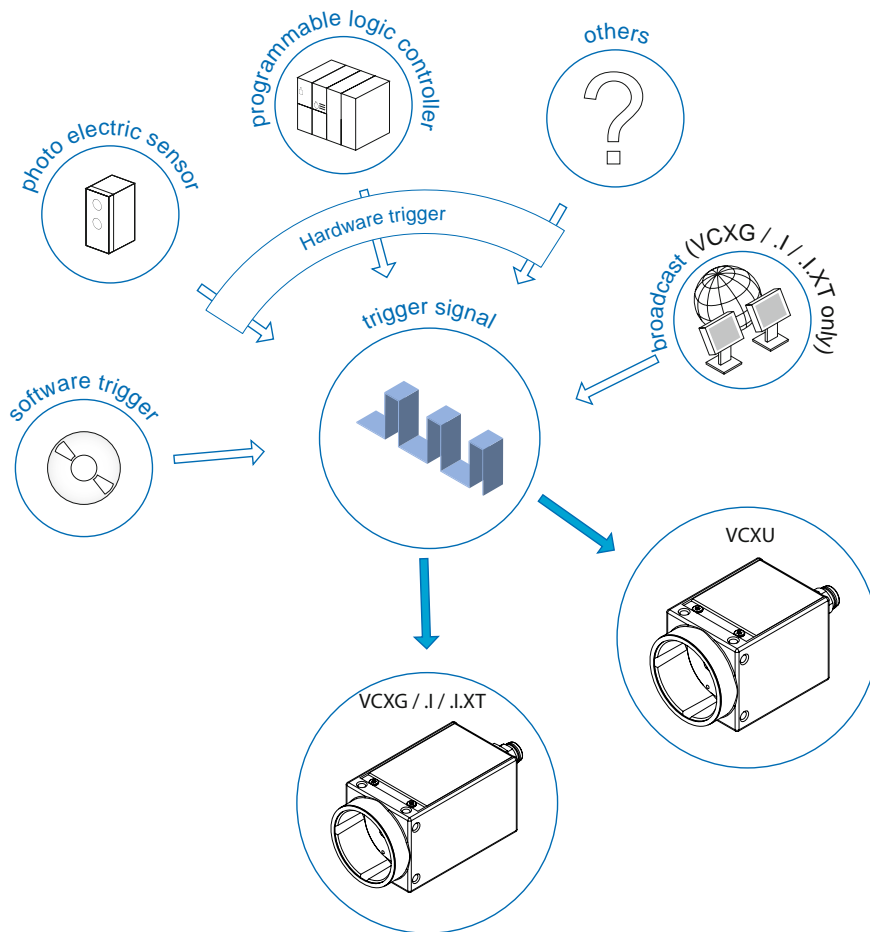 photo electric sensor
programmable logic controller
others
?
Hardware trigger
broadcast (VCXG / .I / .I.XT only)
trigger signal
software trigger
VCXU
VCXG / .I / .I.XT